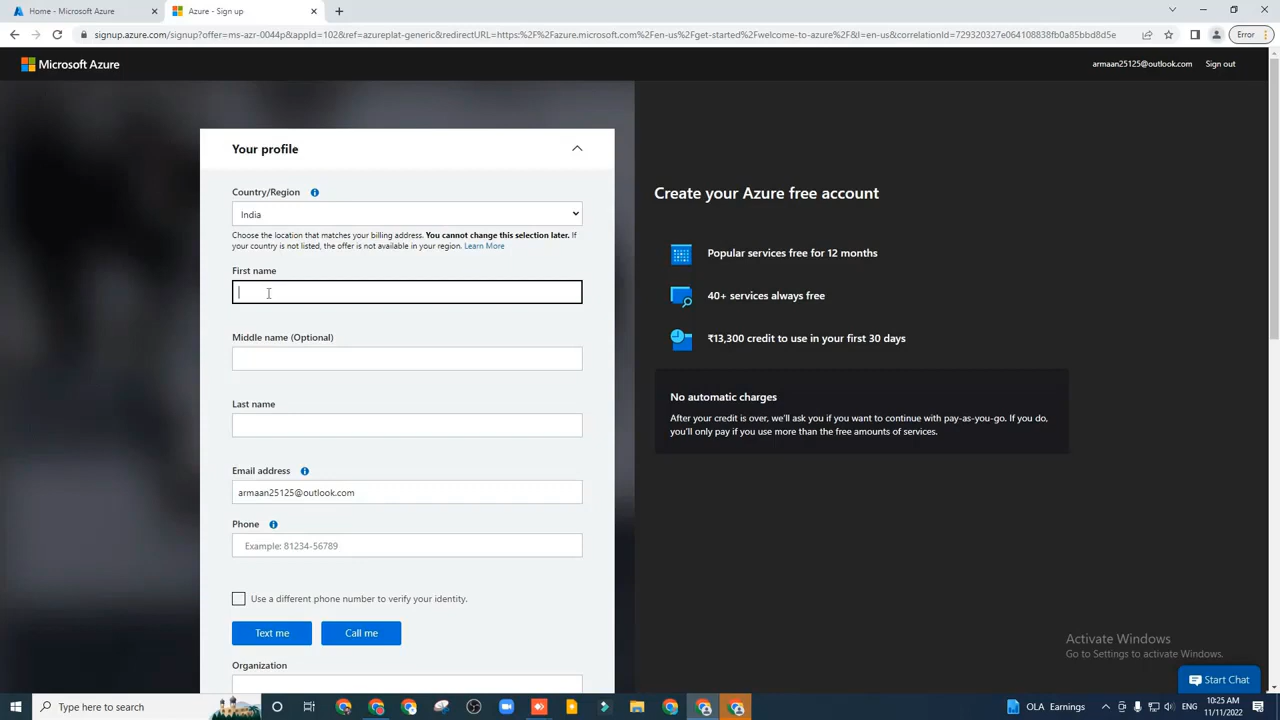 Home - Microsoft Azure
Azure - Sign up
signup.azure.com/signup?offer=ms-azr-0044p&appId=102&ref=azureplat-generic&redirectURL=https:%2F%2Fazure.microsoft.com%2Fen-us%2Fget-started%2Fwelcome-to-azure%2F&l=en-us&correlationId=729320327e064108838fb0a85bbd8d5e
Error
Microsoft Azure
armaan25125@outlook.com
Sign out
Your profile
Country/Region
India
Choose the location that matches your billing address. You cannot change this selection later. If
your country is not listed, the offer is not available in your region. Learn More
First name
Middle name (Optional)
Last name
Email address
armaan25125@outlook.com
Phone
Example: 81234-56789
Use a different phone number to verify your identity.
Text me
Call me
Organization
Create your Azure free account
Popular services free for 12 months
40+ services always free
₹13,300 credit to use in your first 30 days
No automatic charges
After your credit is over, we'll ask you if you want to continue with pay-as-you-go. If you do,
you'll only pay if you use more than the free amounts of services.
Activate Windows
Go to Settings to activate Windows.
Start Chat
Type here to search
OLA Earnings
ENG
10:25 AM
11/11/2022